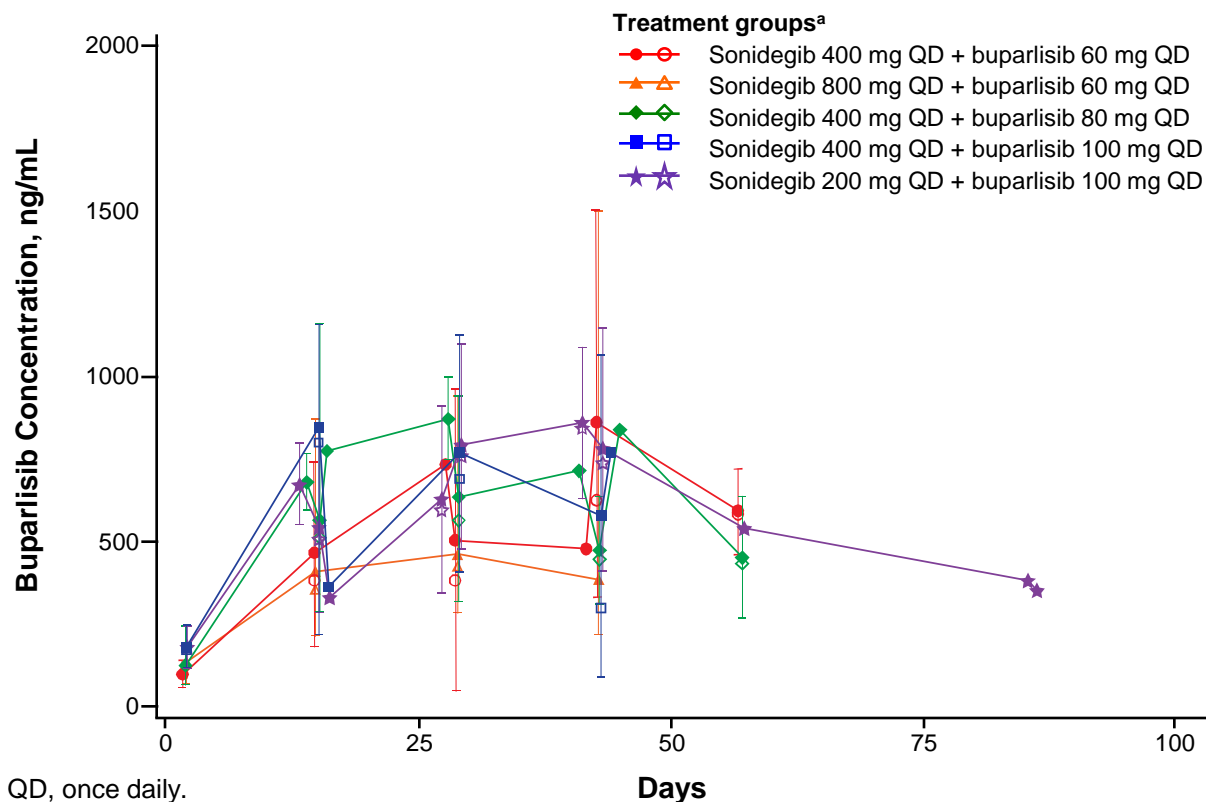 Treatment groupsᵃ
Sonidegib 400 mg QD + buparlisib 60 mg QD
Sonidegib 800 mg QD + buparlisib 60 mg QD
Sonidegib 400 mg QD + buparlisib 80 mg QD
Sonidegib 400 mg QD + buparlisib 100 mg QD
Sonidegib 200 mg QD + buparlisib 100 mg QD
Buparlisib Concentration, ng/mL
2000
1500
1000
500
0
0 25 50 75 100
Days
QD, once daily.